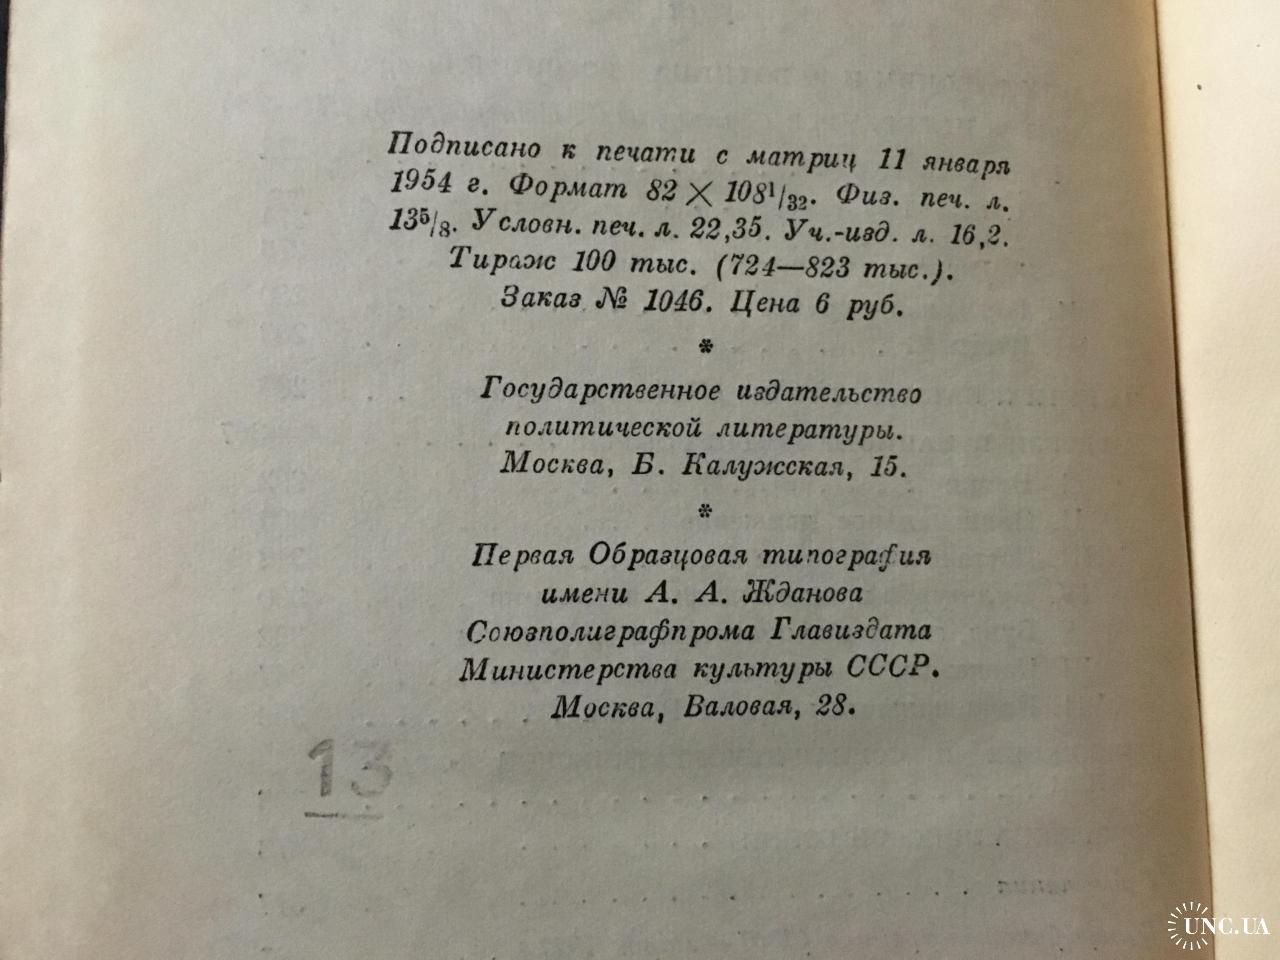 Подписано к печати с матриц 11 января
1954 г. Формат 82 × 108¹/₃₂. Физ. печ. л.
13⁵/₈. Условн. печ. л. 22,35. Уч.-изд. л. 16,2.
Тираж 100 тыс. (724—823 тыс.).
Заказ № 1046. Цена 6 руб.
*
Государственное издательство
политической литературы.
Москва, Б. Калужская, 15.
*
Первая Образцовая типография
имени А. А. Жданова
Союзполиграфпрома Главиздата
Министерства культуры СССР.
Москва, Валовая, 28.
13
UNC.UA